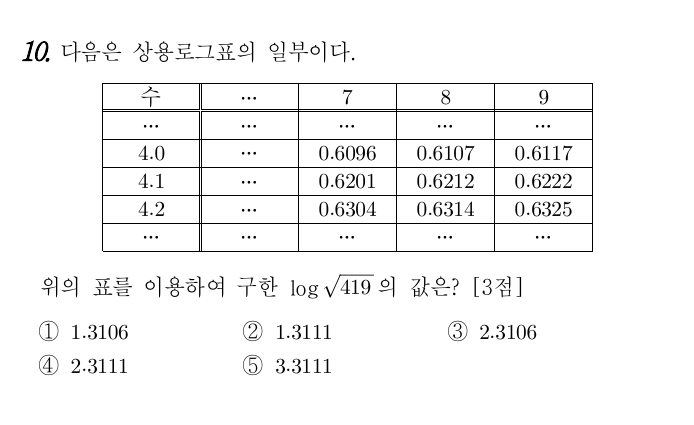 10. 다음은 상용로그표의 일부이다.
수 ··· 7 8 9
··· ··· ··· ··· ···
4.0 ··· 0.6096 0.6107 0.6117
4.1 ··· 0.6201 0.6212 0.6222
4.2 ··· 0.6304 0.6314 0.6325
··· ··· ··· ··· ···
위의 표를 이용하여 구한 log√419 의 값은? [3점]
① 1.3106 ② 1.3111 ③ 2.3106
④ 2.3111 ⑤ 3.3111